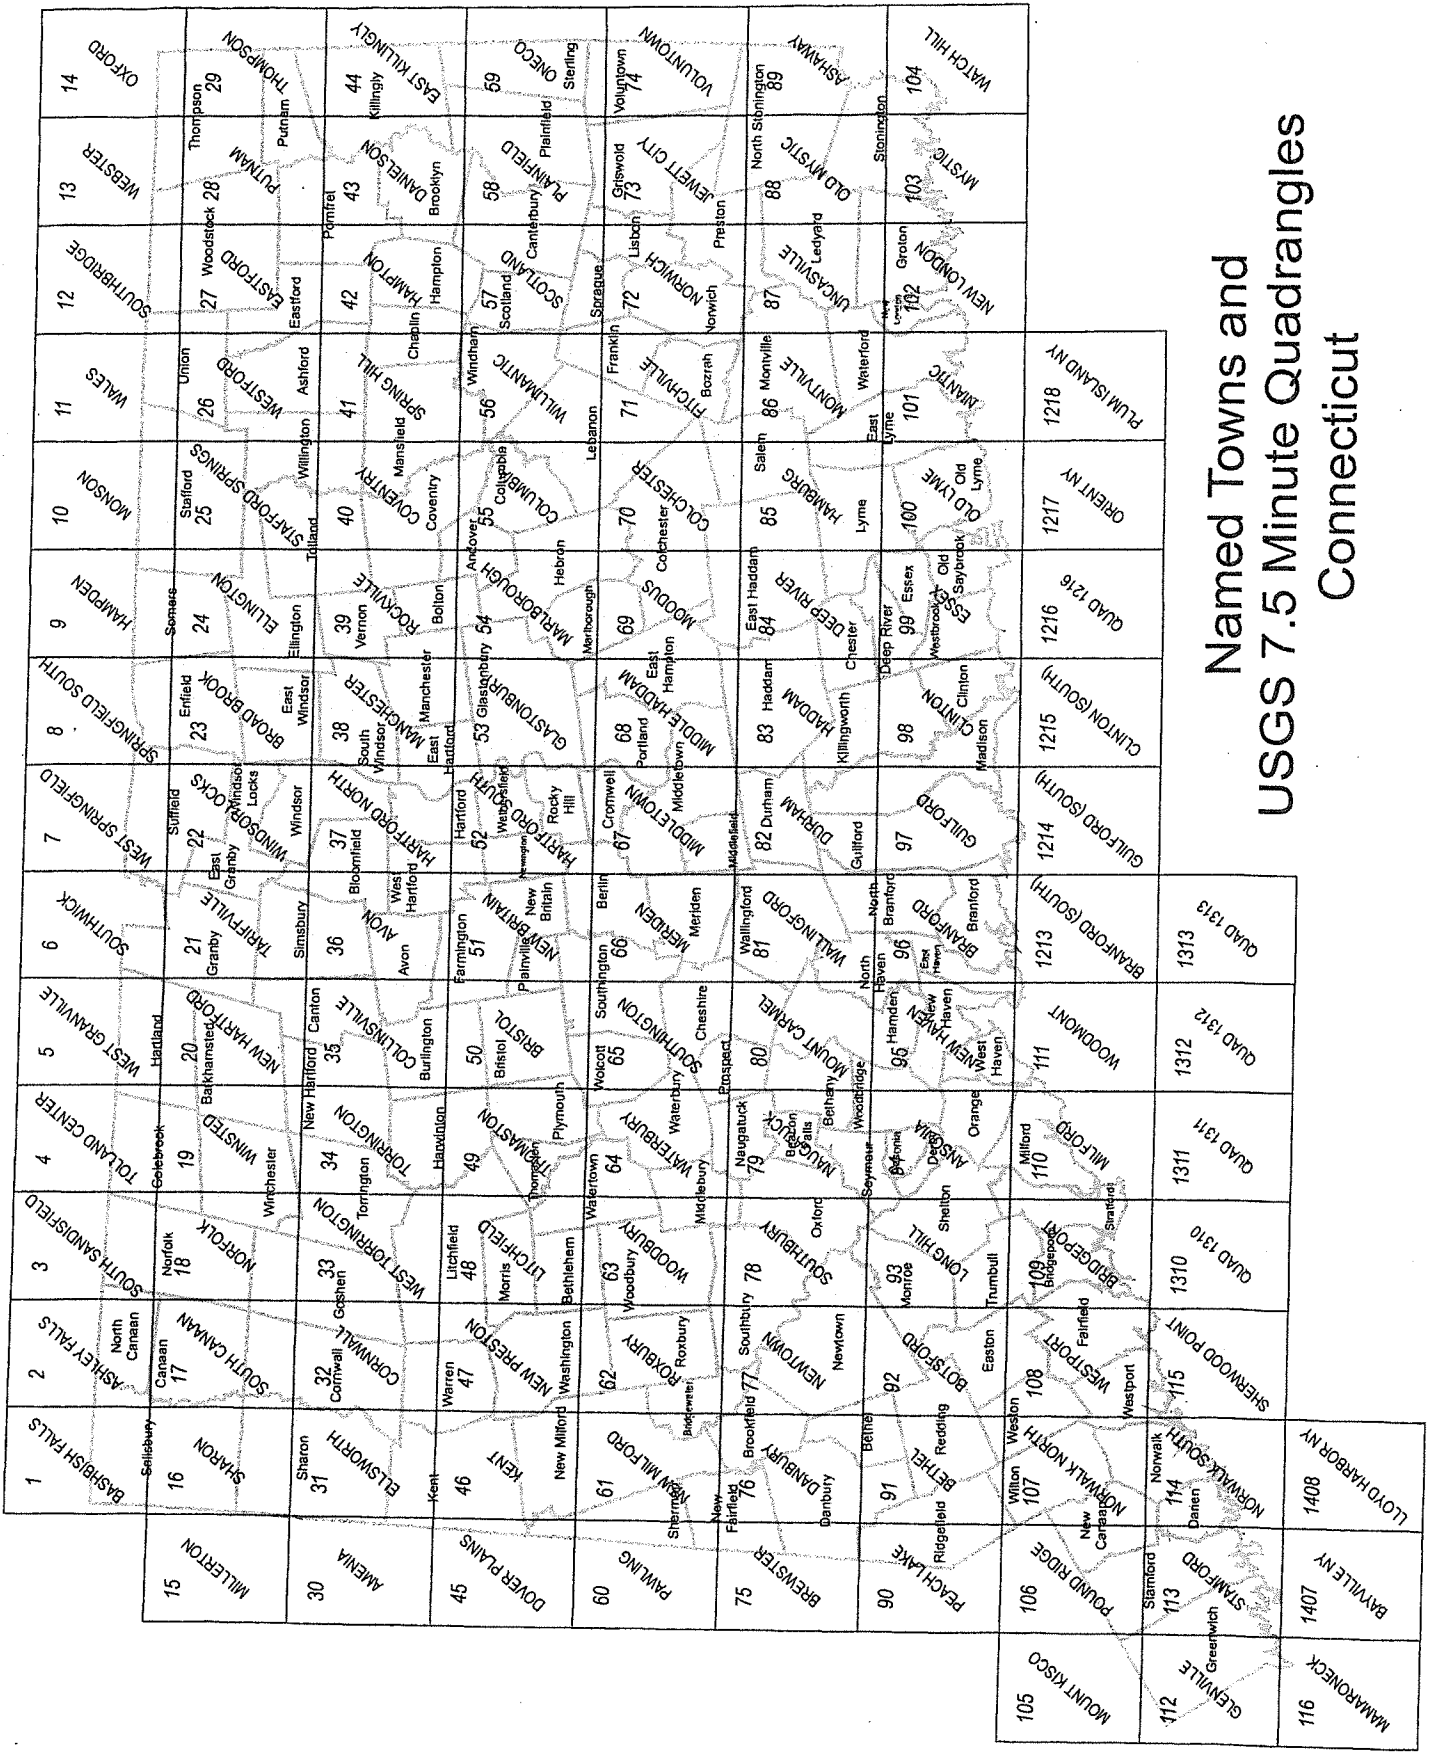 1
BASHBISH FALLS
2
ASHLEY FALLS
North
Canaan
3
SOUTH SANDISFIELD
4
TOLLAND CENTER
5
WEST GRANVILLE
6
SOUTHWICK
7
WEST SPRINGFIELD
8
SPRINGFIELD SOUTH
9
HAMPDEN
10
MONSON
11
WALES
12
SOUTHBRIDGE
13
WEBSTER
14
OXFORD
15
MILLERTON
Salisbury
16
SHARON
Canaan
17
SOUTH CANAAN
Norfolk
18
NORFOLK
Colebrook
19
WINSTED
Winchester
Hartland
20
Barkhamsted
NEW HARTFORD
21
Granby
TARIFFVILLE
Simsbury
Suffield
22
East
Granby
WINDSOR LOCKS
Windsor
Locks
Windsor
Enfield
23
BROAD BROOK
East
Windsor
Somers
24
ELLINGTON
Ellington
Stafford
25
STAFFORD SPRINGS
Tolland
Willington
Union
26
WESTFORD
Ashford
Woodstock
27
EASTFORD
Eastford
28
PUTNAM
Pomfret
Thompson
29
THOMPSON
Putnam
30
AMENIA
Sharon
31
ELLSWORTH
32
Cornwall
CORNWALL
33
Goshen
WEST TORRINGTON
34
Torrington
TORRINGTON
New Hartford
Canton
35
COLLINSVILLE
Burlington
36
AVON
Avon
37
Bloomfield
HARTFORD NORTH
West
Hartford
38
South
Windsor
MANCHESTER
Manchester
East
Hartford
39
Vernon
ROCKVILLE
Bolton
40
COVENTRY
Coventry
Mansfield
41
SPRING HILL
Chaplin
42
HAMPTON
Hampton
43
DANIELSON
Brooklyn
44
Killingly
EAST KILLINGLY
45
DOVER PLAINS
Kent
46
KENT
New Milford
Warren
47
NEW PRESTON
Washington
Litchfield
48
Morris
LITCHFIELD
Bethlehem
Harwinton
49
THOMASTON
Thomaston
Plymouth
50
Bristol
BRISTOL
Farmington
51
NEW BRITAIN
New
Britain
Plainville
Hartford
52
Wethersfield
HARTFORD SOUTH
Newington
Rocky
Hill
53
Glastonbury
GLASTONBURY
54
MARLBOROUGH
Marlborough
Hebron
Andover
55
Columbia
COLUMBIA
Windham
56
WILLIMANTIC
Lebanon
57
Scotland
SCOTLAND
Canterbury
58
PLAINFIELD
Plainfield
59
ONECO
Sterling
60
PAWLING
61
NEW MILFORD
Sherman
62
ROXBURY
Roxbury
Bridgewater
63
Woodbury
WOODBURY
Watertown
64
WATERBURY
Waterbury
Middlebury
Wolcott
65
SOUTHINGTON
Southington
Cheshire
Berlin
66
MERIDEN
Meriden
Cromwell
67
MIDDLETOWN
Middletown
68
Portland
MIDDLE HADDAM
East
Hampton
69
MOODUS
70
Colchester
COLCHESTER
Franklin
71
FITCHVILLE
Bozrah
Sprague
72
NORWICH
Norwich
Lisbon
Griswold
73
JEWETT CITY
Preston
Voluntown
74
VOLUNTOWN
75
BREWSTER
New
Fairfield
76
DANBURY
Danbury
Brookfield
77
NEWTOWN
Newtown
Southbury
78
SOUTHBURY
Oxford
Naugatuck
79
NAUGATUCK
Beacon
Falls
Prospect
80
MOUNT CARMEL
Bethany
Woodbridge
Wallingford
81
WALLINGFORD
Middlefield
82
Durham
DURHAM
83
Haddam
HADDAM
Killingworth
East Haddam
84
DEEP RIVER
Chester
Salem
85
HAMBURG
Lyme
86
Montville
MONTVILLE
87
UNCASVILLE
Ledyard
88
OLD MYSTIC
North Stonington
89
ASHAWAY
90
PEACH LAKE
Ridgefield
Bethel
91
BETHEL
Redding
92
BOTSFORD
Easton
93
Monroe
LONG HILL
Trumbull
Shelton
Seymour
Ansonia
Derby
ANSONIA
Orange
95
Hamden
NEW HAVEN
New
Haven
West
Haven
North
Haven
96
East
Haven
BRANFORD
Branford
North
Branford
Guilford
97
GUILFORD
98
CLINTON
Clinton
Madison
Deep River
99
Essex
ESSEX
Westbrook
Old
Saybrook
100
OLD LYME
Old
Lyme
East
Lyme
101
NIANTIC
Waterford
102
New
London
NEW LONDON
Groton
103
MYSTIC
Stonington
104
WATCH HILL
105
MOUNT KISCO
106
POUND RIDGE
Wilton
107
NORWALK NORTH
New
Canaan
Weston
108
WESTPORT
Westport
Fairfield
109
Bridgeport
BRIDGEPORT
Stratford
Milford
110
MILFORD
111
WOODMONT
1213
BRANFORD (SOUTH)
1214
GUILFORD (SOUTH)
1215
CLINTON (SOUTH)
1216
QUAD 1216
1217
ORIENT NY
1218
PLUM ISLAND NY
112
GLENVILLE
Greenwich
Stamford
113
STAMFORD
Norwalk
114
Darien
NORWALK SOUTH
115
SHERWOOD POINT
1310
QUAD 1310
1311
QUAD 1311
1312
QUAD 1312
1313
QUAD 1313
116
MAMARONECK
1407
BAYVILLE NY
1408
LLOYD HARBOR NY
Named Towns and
USGS 7.5 Minute Quadrangles
Connecticut